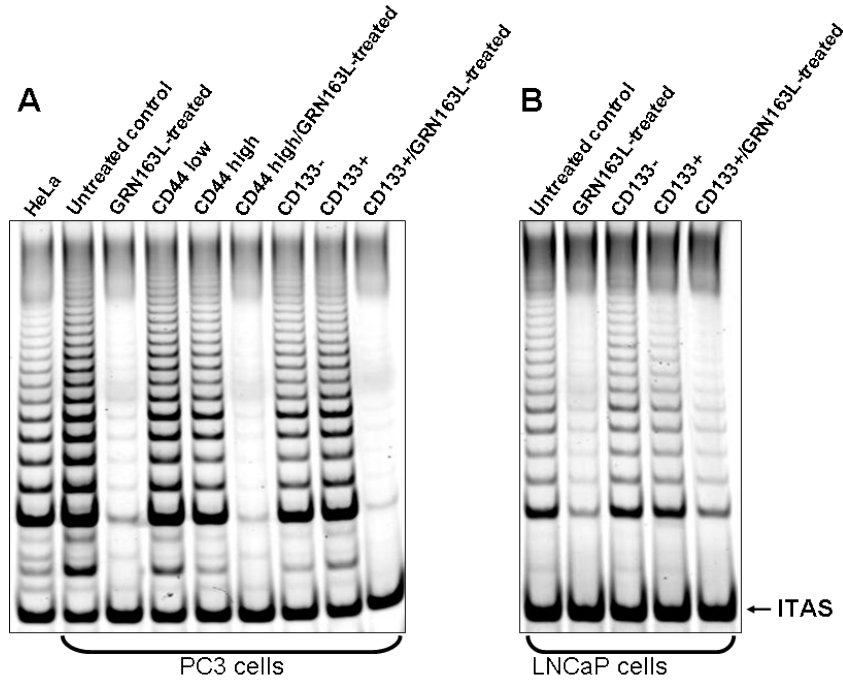 A
HeLa
Untreated control
GRN163L-treated
CD44 low
CD44 high
CD44 high/GRN163L-treated
CD133-
CD133+
CD133+/GRN163L-treated
PC3 cells
B
Untreated control
GRN163L-treated
CD133-
CD133+
CD133+/GRN163L-treated
← ITAS
LNCaP cells